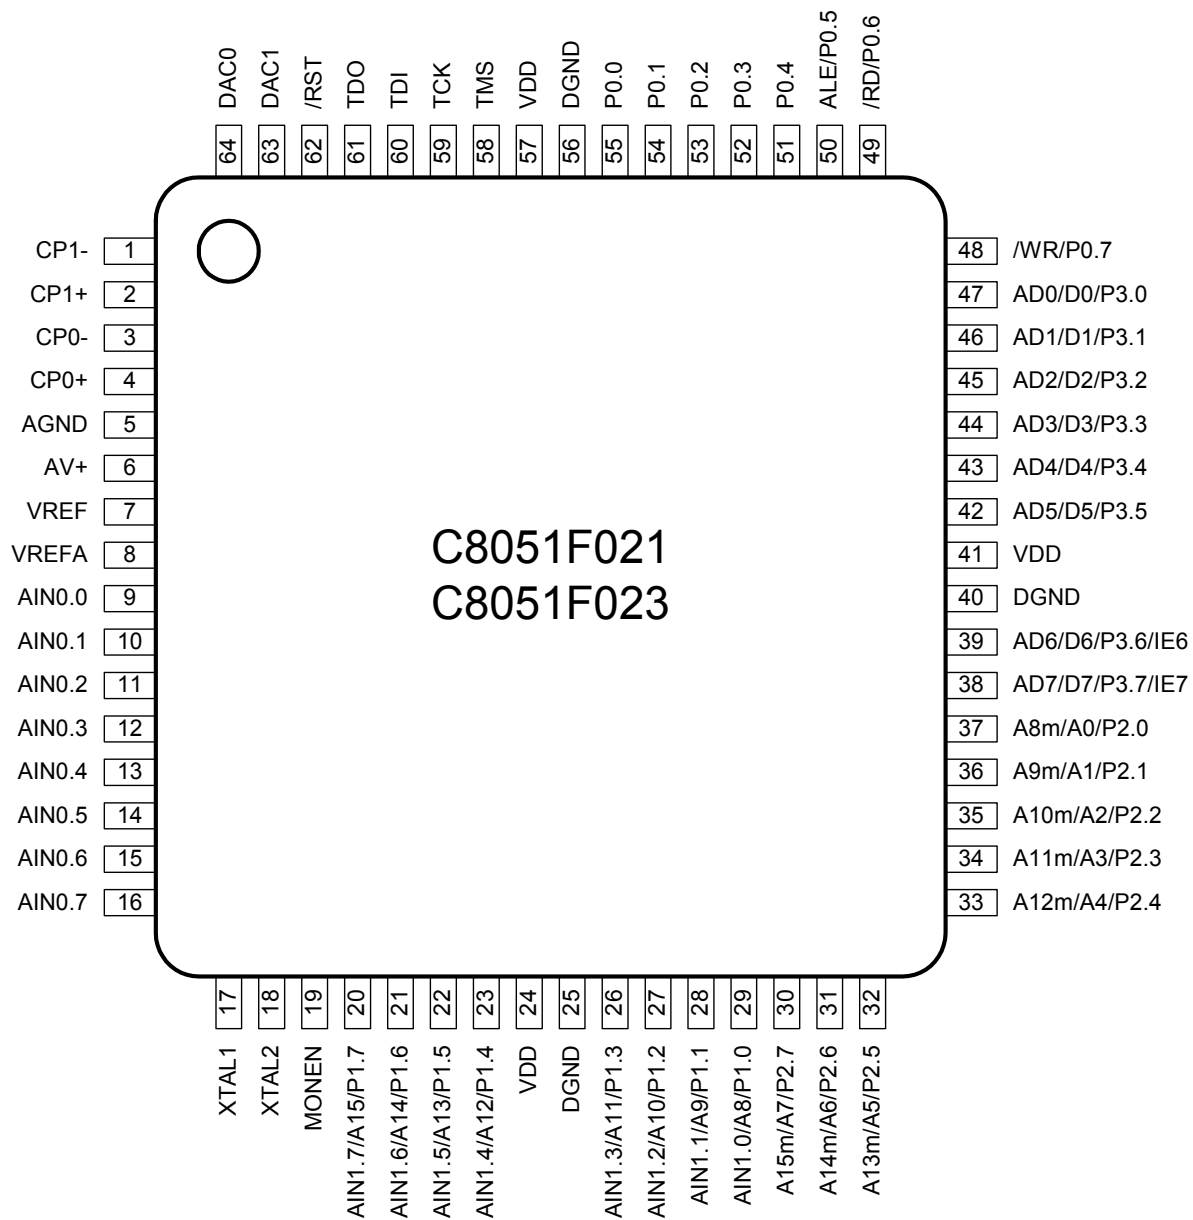 DAC0
DAC1
/RST
TDO
TDI
TCK
TMS
VDD
DGND
P0.0
P0.1
P0.2
P0.3
P0.4
ALE/P0.5
/RD/P0.6
64
63
62
61
60
59
58
57
56
55
54
53
52
51
50
49
CP1- 1
CP1+ 2
CP0- 3
CP0+ 4
AGND 5
AV+ 6
VREF 7
VREFA 8
AIN0.0 9
AIN0.1 10
AIN0.2 11
AIN0.3 12
AIN0.4 13
AIN0.5 14
AIN0.6 15
AIN0.7 16
C8051F021
C8051F023
48 /WR/P0.7
47 AD0/D0/P3.0
46 AD1/D1/P3.1
45 AD2/D2/P3.2
44 AD3/D3/P3.3
43 AD4/D4/P3.4
42 AD5/D5/P3.5
41 VDD
40 DGND
39 AD6/D6/P3.6/IE6
38 AD7/D7/P3.7/IE7
37 A8m/A0/P2.0
36 A9m/A1/P2.1
35 A10m/A2/P2.2
34 A11m/A3/P2.3
33 A12m/A4/P2.4
17
18
19
20
21
22
23
24
25
26
27
28
29
30
31
32
XTAL1
XTAL2
MONEN
AIN1.7/A15/P1.7
AIN1.6/A14/P1.6
AIN1.5/A13/P1.5
AIN1.4/A12/P1.4
VDD
DGND
AIN1.3/A11/P1.3
AIN1.2/A10/P1.2
AIN1.1/A9/P1.1
AIN1.0/A8/P1.0
A15m/A7/P2.7
A14m/A6/P2.6
A13m/A5/P2.5